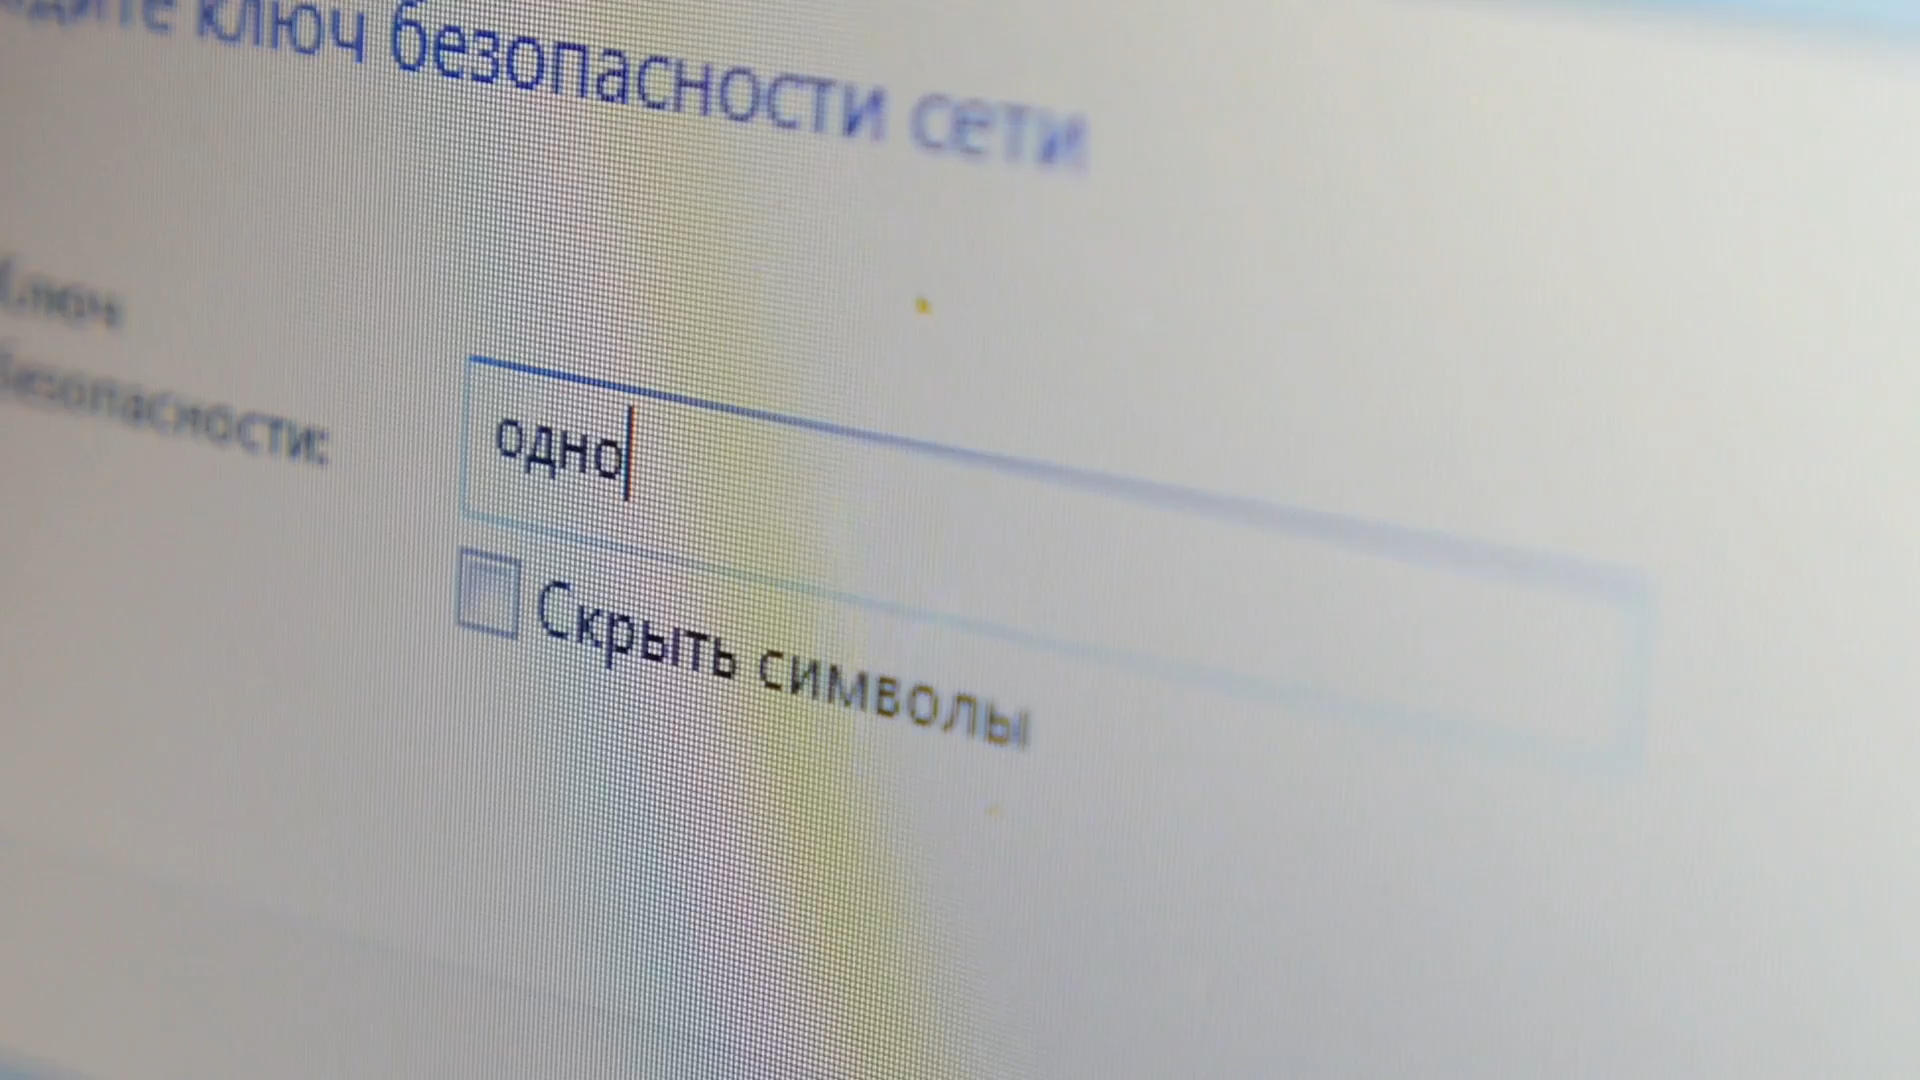 ключ безопасности сети
Ключ
безопасности:
одно
Скрыть символы